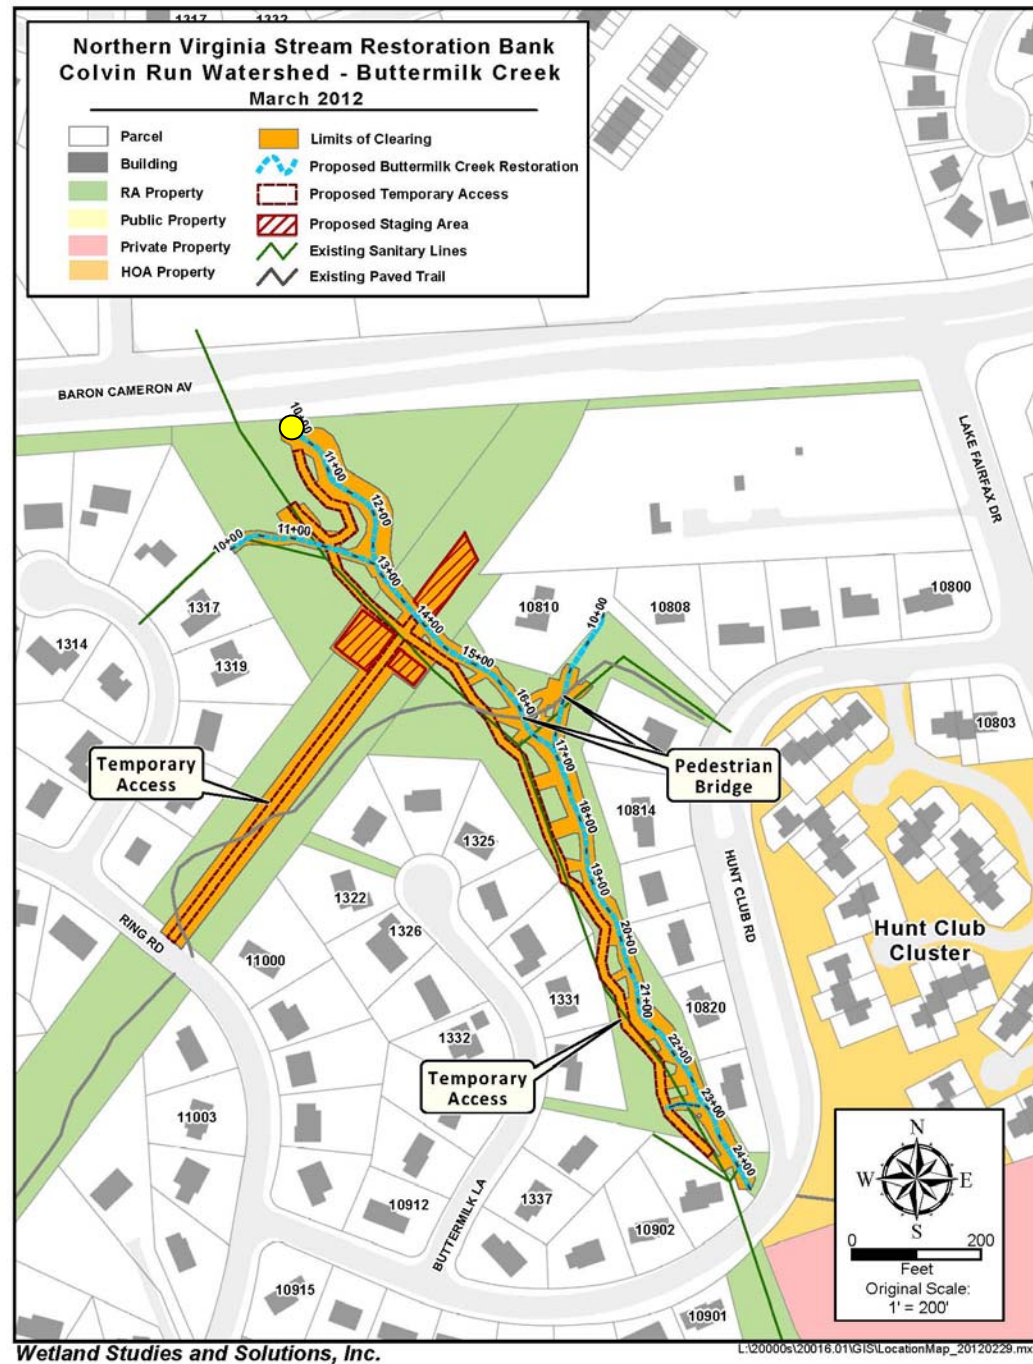 1317
1332
Northern Virginia Stream Restoration Bank
Colvin Run Watershed - Buttermilk Creek
March 2012
Parcel
Building
RA Property
Public Property
Private Property
HOA Property
Limits of Clearing
Proposed Buttermilk Creek Restoration
Proposed Temporary Access
Proposed Staging Area
Existing Sanitary Lines
Existing Paved Trail
BARON CAMERON AV
LAKE FAIRFAX DR
10+00
11+00
12+00
10+00
11+00
13+00
14+00
15+00
16+00
10+00
17+00
18+00
19+00
20+00
21+00
22+00
23+00
24+00
1317
1314
1319
10810
10808
10800
10803
Temporary
Access
Pedestrian
Bridge
10814
1325
1322
1326
HUNT CLUB RD
Hunt Club
Cluster
RING RD
11000
1331
10820
1332
Temporary
Access
11003
10912
BUTTERMILK LA
1337
10902
10915
10901
N
W
E
S
0 200
Feet
Original Scale:
1' = 200'
Wetland Studies and Solutions, Inc.